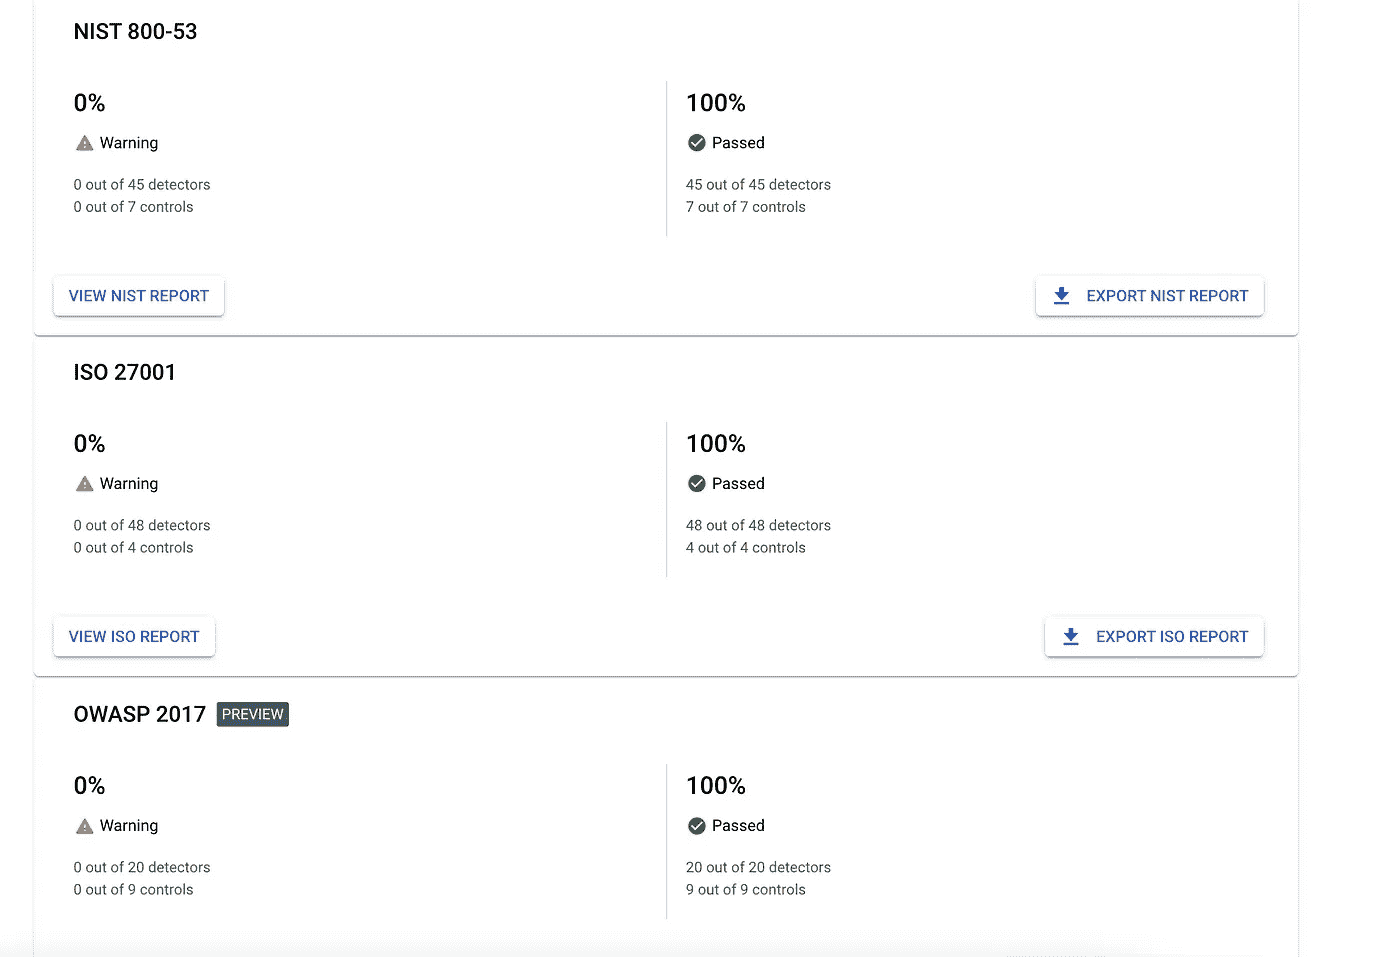 NIST 800-53
0%
Warning
0 out of 45 detectors
0 out of 7 controls
100%
Passed
45 out of 45 detectors
7 out of 7 controls
VIEW NIST REPORT
EXPORT NIST REPORT
ISO 27001
0%
Warning
0 out of 48 detectors
0 out of 4 controls
100%
Passed
48 out of 48 detectors
4 out of 4 controls
VIEW ISO REPORT
EXPORT ISO REPORT
OWASP 2017 PREVIEW
0%
Warning
0 out of 20 detectors
0 out of 9 controls
100%
Passed
20 out of 20 detectors
9 out of 9 controls